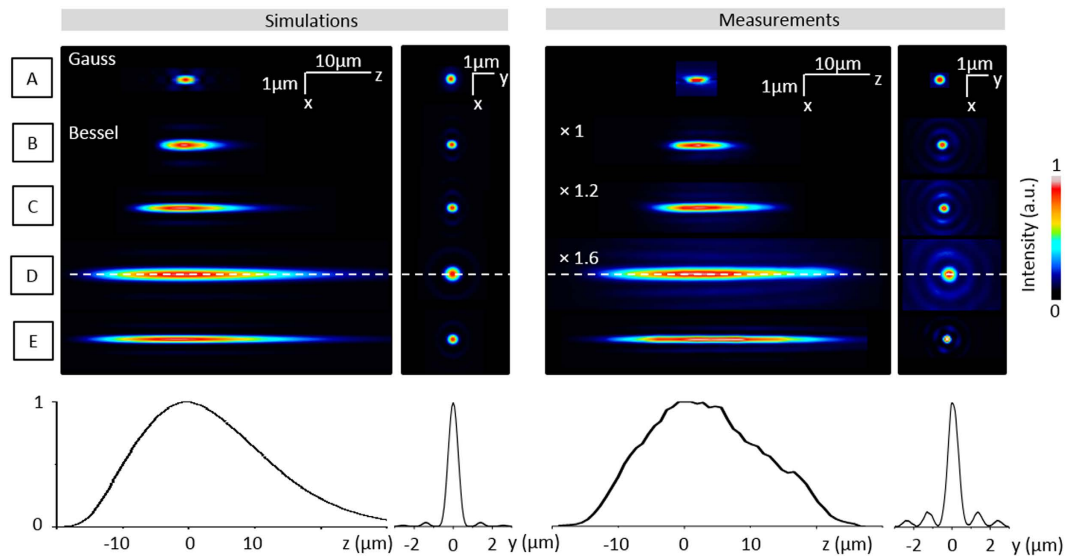 Simulations
Measurements
A
Gauss
10μm
z
1μm
x
1μm
y
x
10μm
z
1μm
x
1μm
y
x
B
Bessel
× 1
C
× 1.2
D
× 1.6
E
1
Intensity (a.u.)
0
1
0
-10 0 10 z (μm)
-2 0 2 y (μm)
-10 0 10 z (μm)
-2 0 2 y (μm)